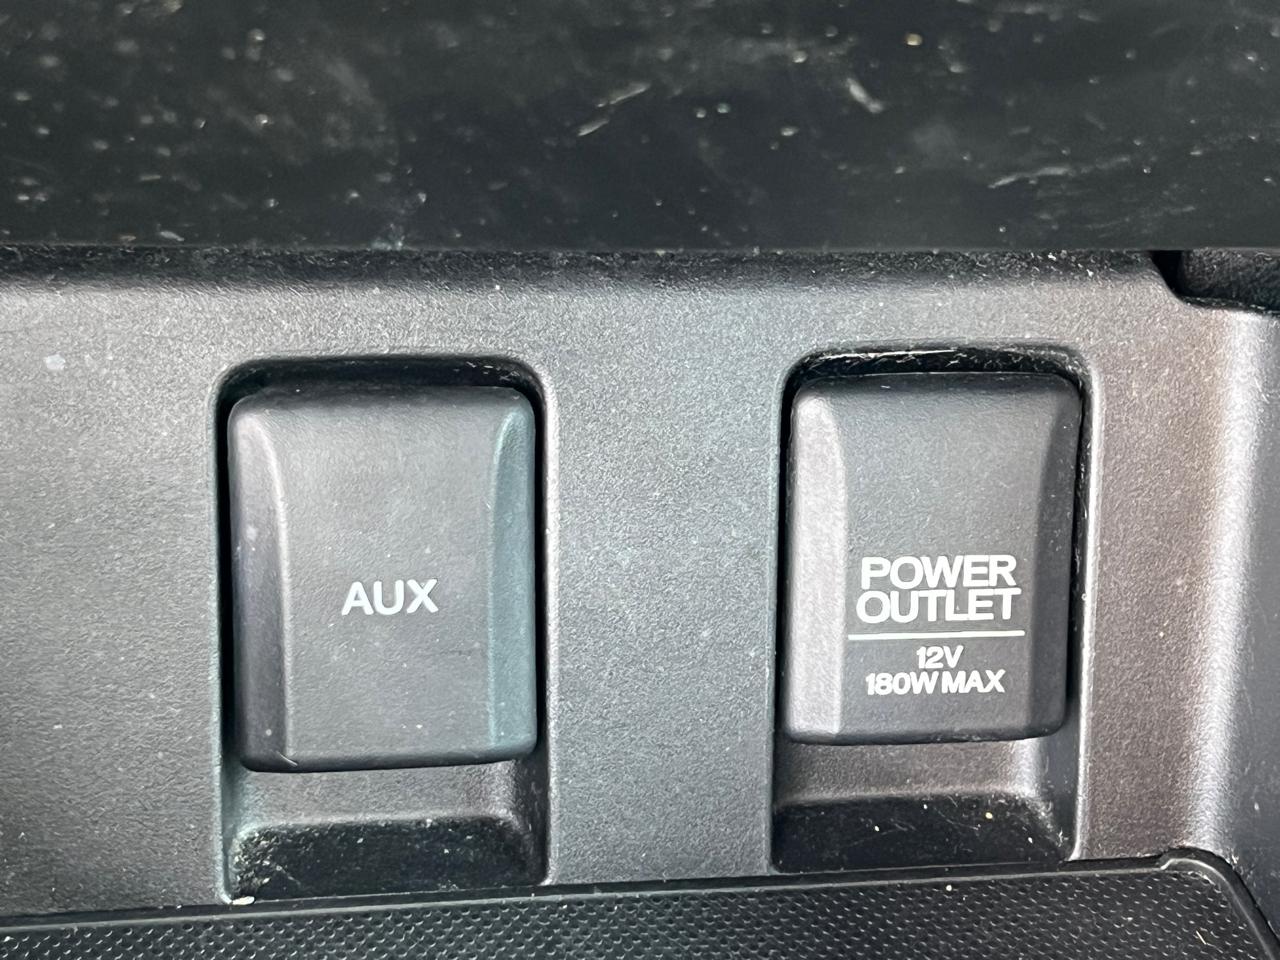 AUX
POWER
OUTLET
12V
180W MAX